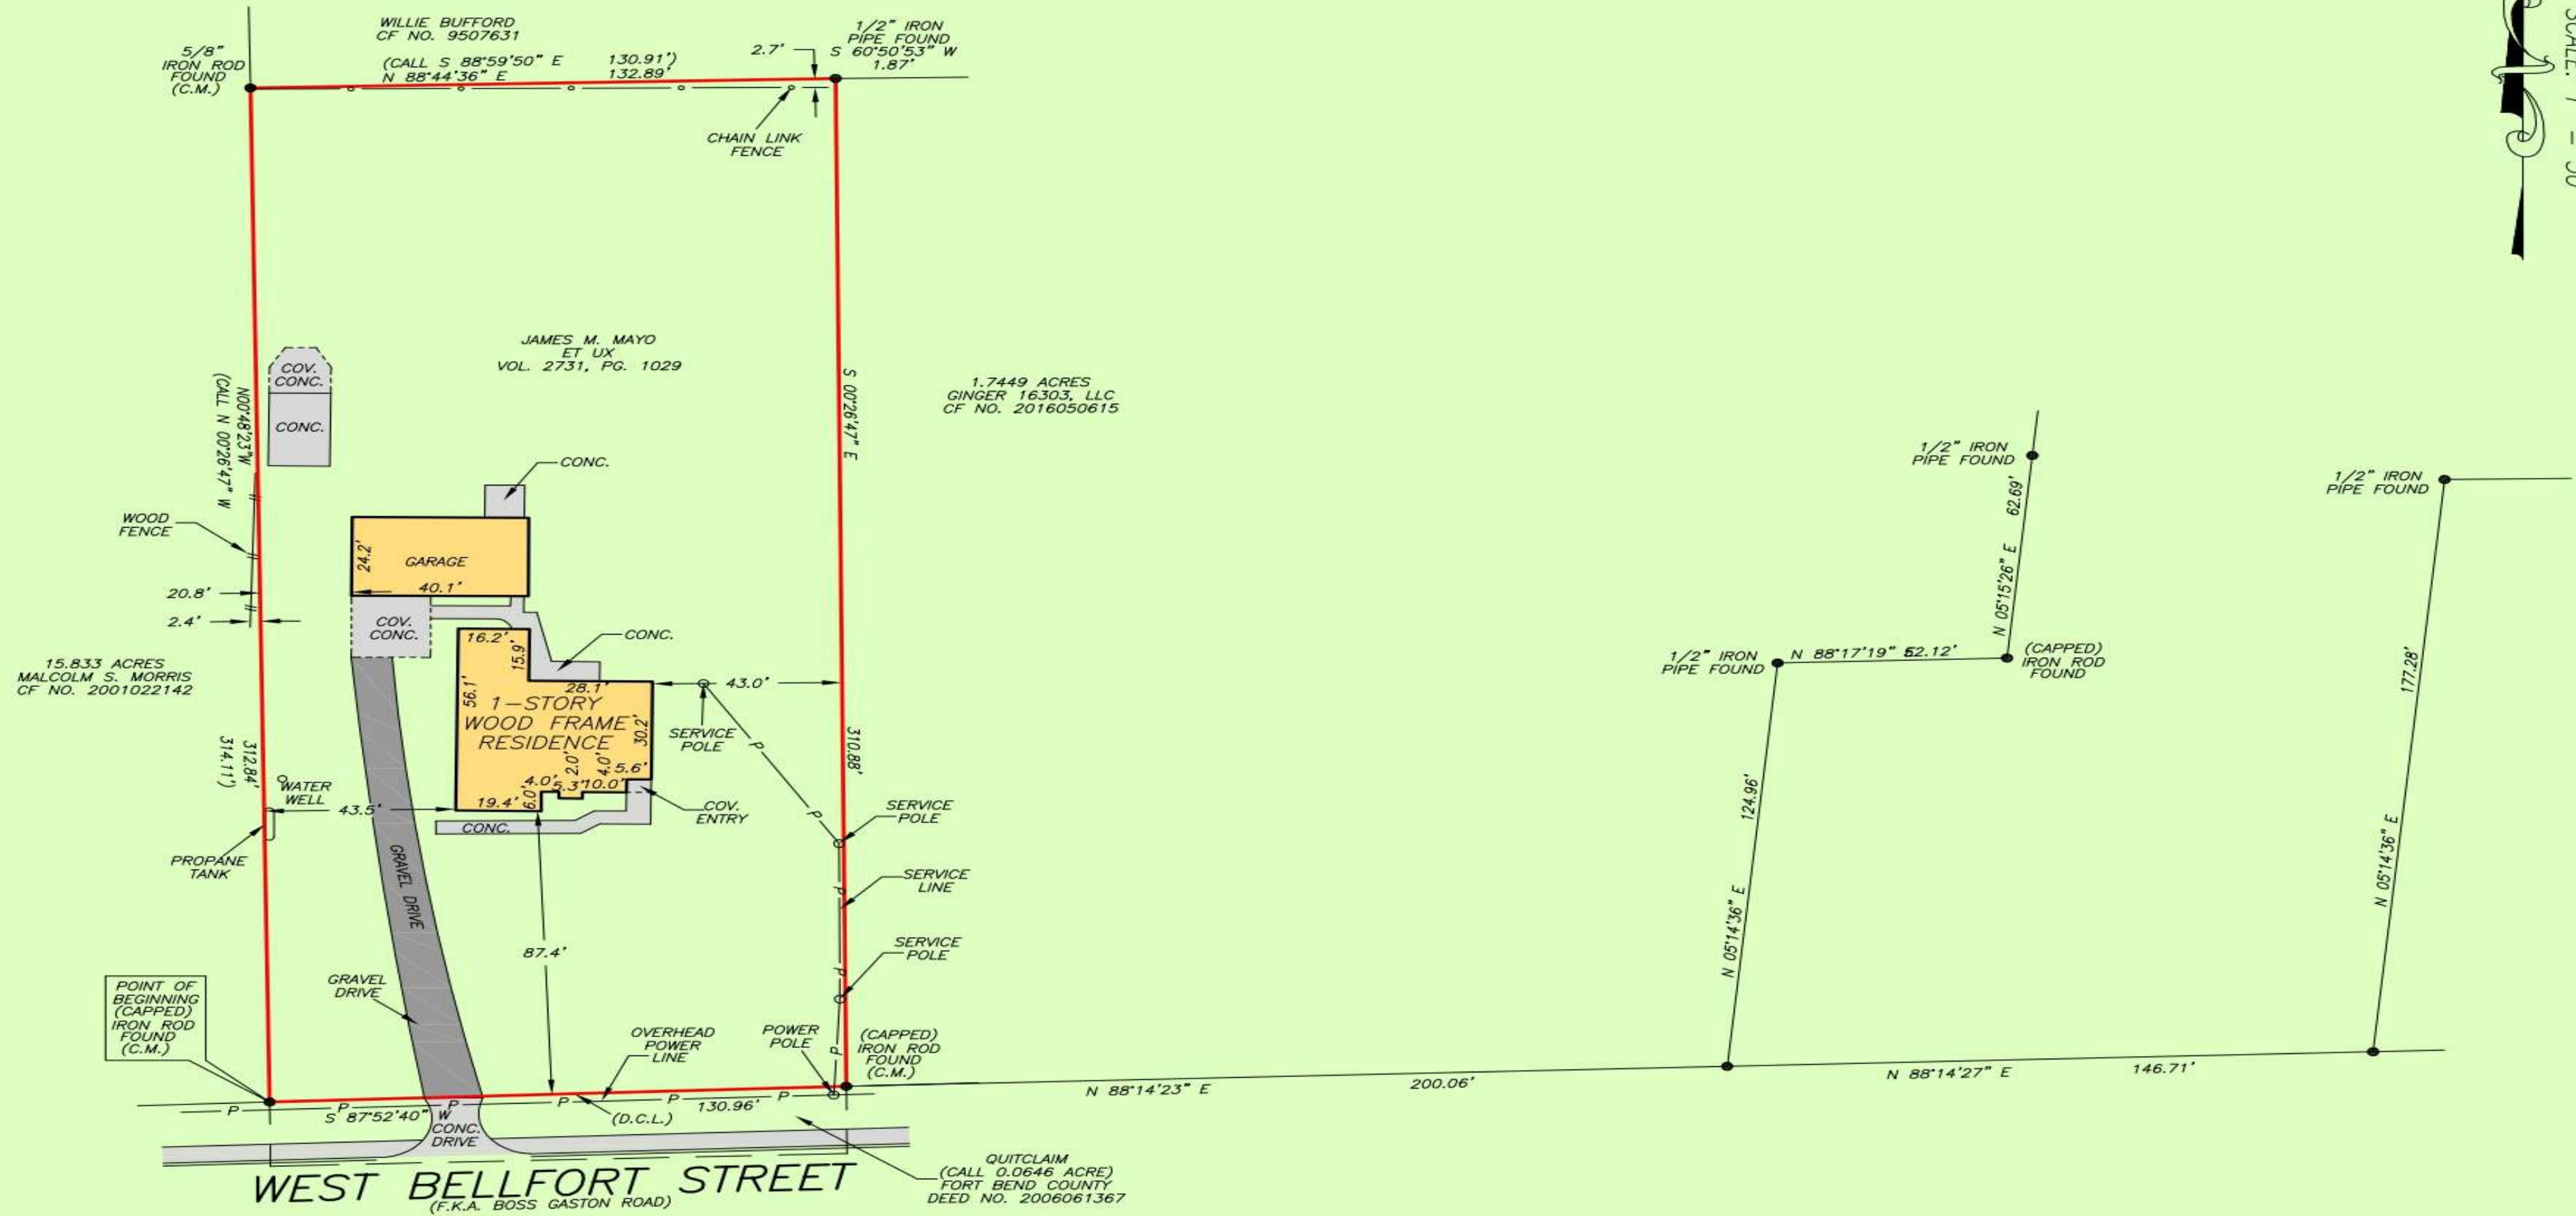 WILLIE BUFFORD
CF NO. 9507631
(CALL S 88°59'50" E 130.91')
N 88°44'36" E 132.89'
5/8"
IRON ROD
FOUND
(C.M.)
2.7'
1/2" IRON
PIPE FOUND
S 60°50'53" W
1.87'
CHAIN LINK
FENCE
JAMES M. MAYO
ET UX
VOL. 2731, PG. 1029
1.7449 ACRES
GINGER 16303, LLC
CF NO. 2016050615
COV.
CONC.
CONC.
N00°48'23"W
(CALL N 00°26'47" W
312.84'
314.11')
S 00°26'47" E
310.88'
CONC.
WOOD
FENCE
GARAGE
24.2'
40.1'
20.8'
2.4'
COV.
CONC.
CONC.
15.833 ACRES
MALCOLM S. MORRIS
CF NO. 2001022142
16.2'
15.9'
28.1'
56.1'
1-STORY
WOOD FRAME
RESIDENCE
30.2'
2.0'
4.0'
5.6'
4.0'
5.3'
10.0'
19.4'
6.0'
43.0'
SERVICE
POLE
P
P
WATER
WELL
43.5'
CONC.
COV.
ENTRY
PROPANE
TANK
GRAVEL DRIVE
SERVICE
POLE
P
SERVICE
LINE
SERVICE
POLE
P
P
87.4'
GRAVEL
DRIVE
POINT OF
BEGINNING
(CAPPED)
IRON ROD
FOUND
(C.M.)
OVERHEAD
POWER
LINE
POWER
POLE
(CAPPED)
IRON ROD
FOUND
(C.M.)
P P P P P P
S 87°52'40" W 130.96'
(D.C.L.)
CONC.
DRIVE
WEST BELLFORT STREET
(F.K.A. BOSS GASTON ROAD)
QUITCLAIM
(CALL 0.0646 ACRE)
FORT BEND COUNTY
DEED NO. 2006061367
N 88°14'23" E 200.06'
N 88°14'27" E 146.71'
1/2" IRON
PIPE FOUND
62.69'
N 05°15'26" E
1/2" IRON
PIPE FOUND
N 88°17'19" E
52.12'
(CAPPED)
IRON ROD
FOUND
124.96'
N 05°14'36" E
1/2" IRON
PIPE FOUND
177.28'
N 05°14'36" E
SCALE: